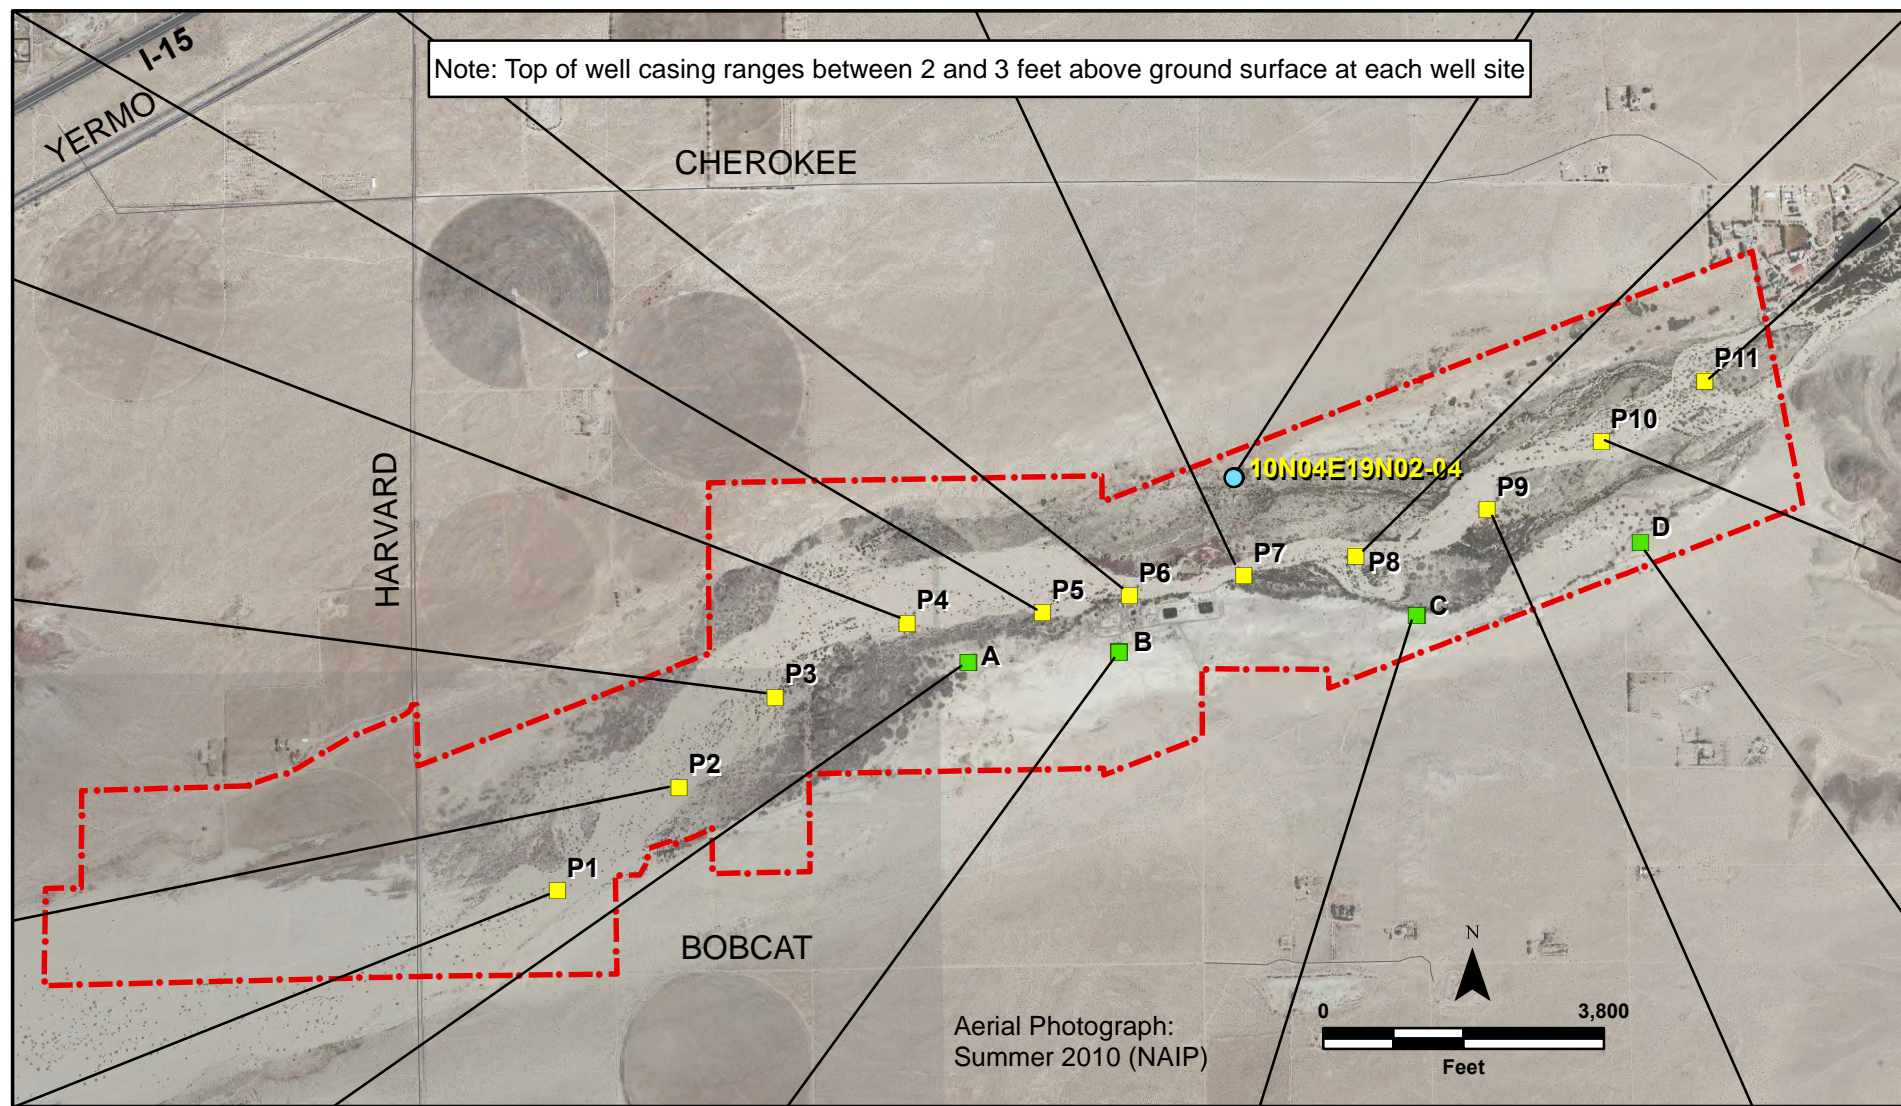 I-15
Note: Top of well casing ranges between 2 and 3 feet above ground surface at each well site
YERMO
CHEROKEE
P11
P10
HARVARD
10N04E19N02-04
P9
D
P7
P8
P6
P5
P4
C
B
A
P3
P2
P1
BOBCAT
N
Aerial Photograph:
Summer 2010 (NAIP)
0 3,800
Feet